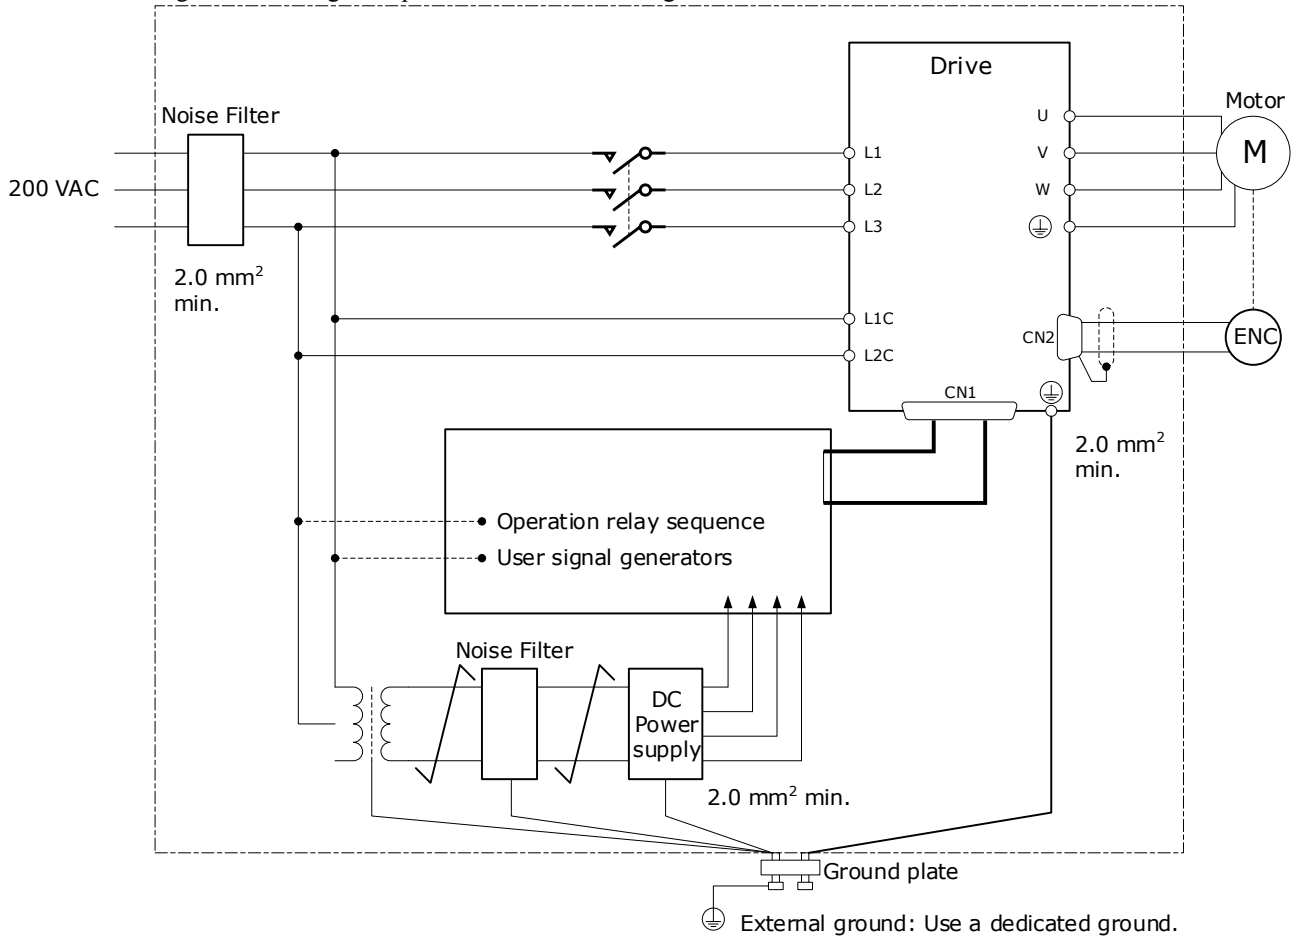 Drive
Noise Filter
Motor
U
M
L1
V
200 VAC
L2
W
L3
2.0 mm²
min.
L1C
CN2
ENC
L2C
CN1
2.0 mm²
min.
Operation relay sequence
User signal generators
Noise Filter
DC
Power
supply
2.0 mm² min.
Ground plate
External ground: Use a dedicated ground.